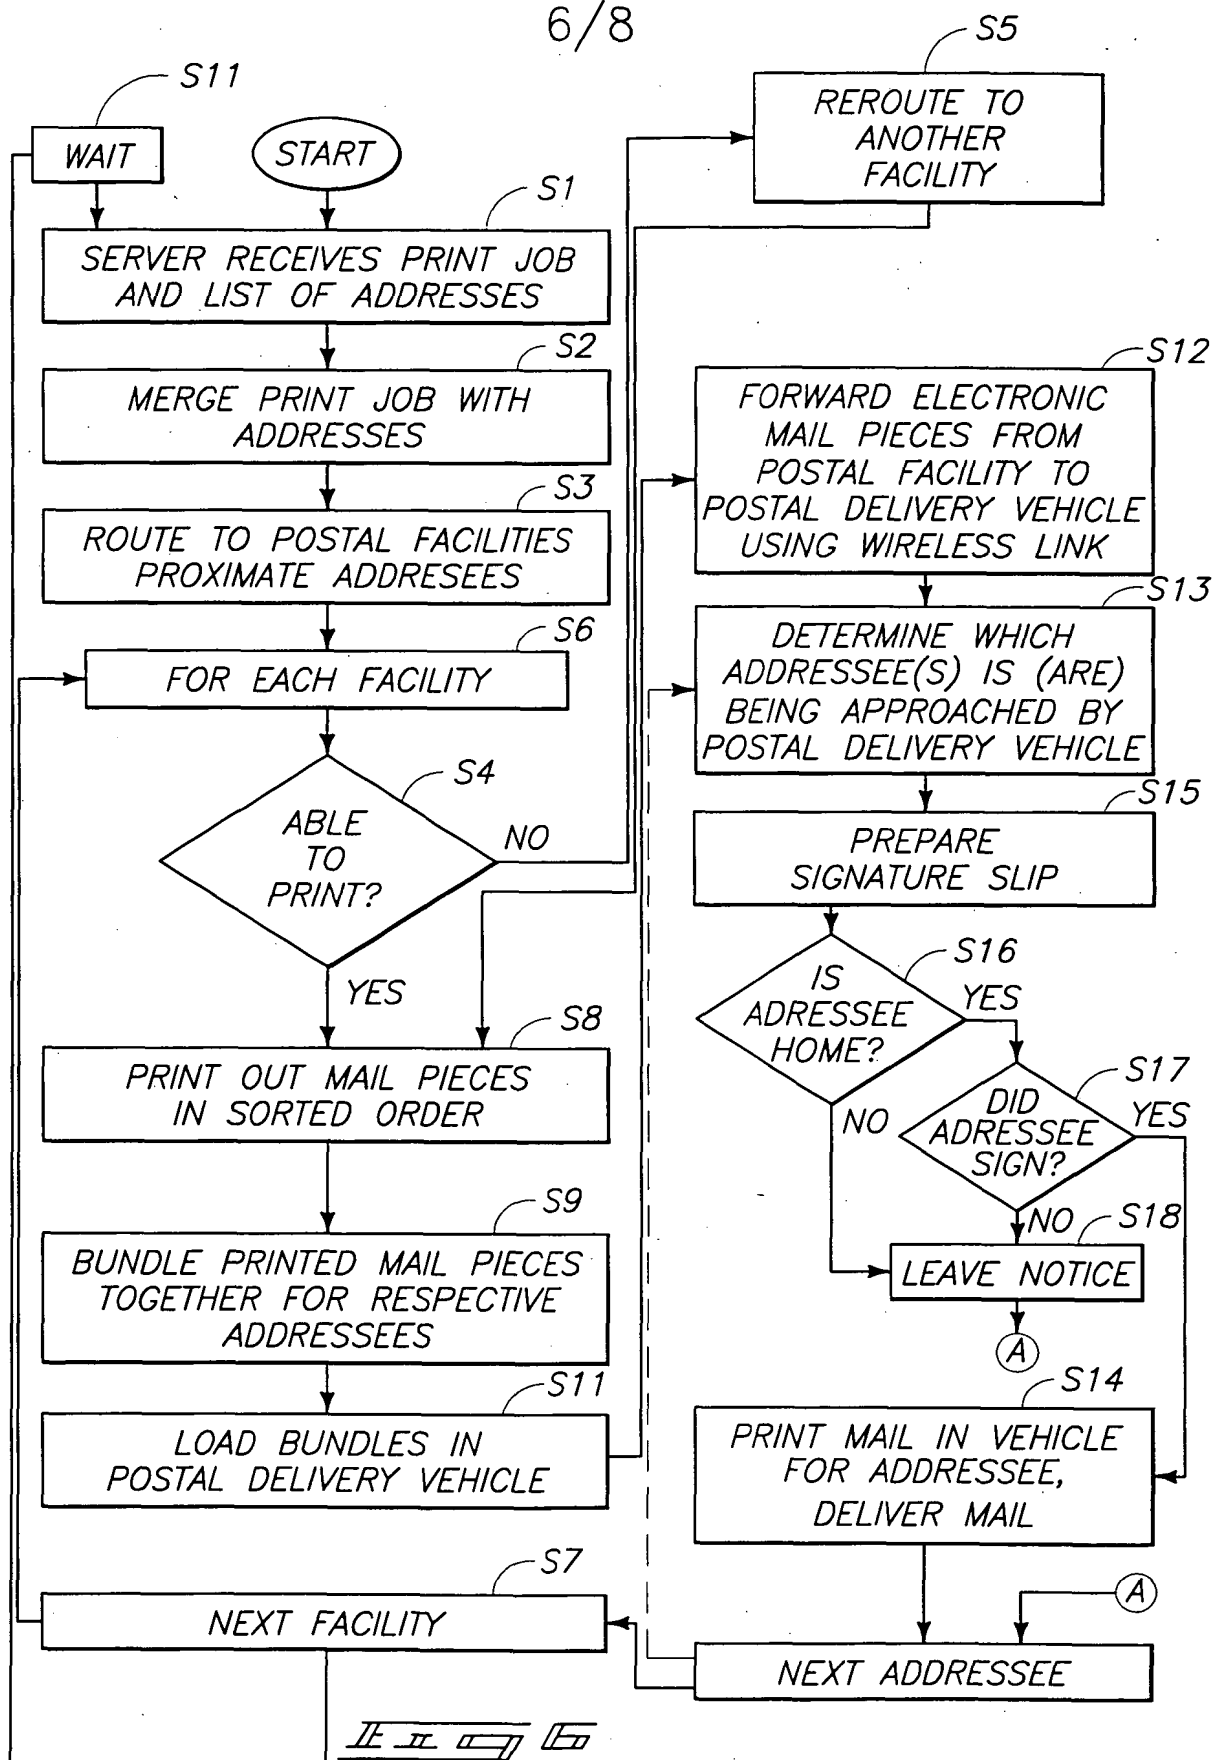 6/8
S11
WAIT
START
S1
SERVER RECEIVES PRINT JOB
AND LIST OF ADDRESSES
S2
MERGE PRINT JOB WITH
ADDRESSES
S3
ROUTE TO POSTAL FACILITIES
PROXIMATE ADDRESEES
S6
FOR EACH FACILITY
S4
ABLE
TO
PRINT?
NO
YES
S5
REROUTE TO
ANOTHER
FACILITY
S8
PRINT OUT MAIL PIECES
IN SORTED ORDER
S9
BUNDLE PRINTED MAIL PIECES
TOGETHER FOR RESPECTIVE
ADDRESSEES
S11
LOAD BUNDLES IN
POSTAL DELIVERY VEHICLE
S7
NEXT FACILITY
S12
FORWARD ELECTRONIC
MAIL PIECES FROM
POSTAL FACILITY TO
POSTAL DELIVERY VEHICLE
USING WIRELESS LINK
S13
DETERMINE WHICH
ADDRESSEE(S) IS (ARE)
BEING APPROACHED BY
POSTAL DELIVERY VEHICLE
S15
PREPARE
SIGNATURE SLIP
S16
IS
ADRESSEE
HOME?
YES
NO
S17
DID
ADRESSEE
SIGN?
YES
NO
S18
LEAVE NOTICE
A
S14
PRINT MAIL IN VEHICLE
FOR ADDRESSEE,
DELIVER MAIL
A
NEXT ADDRESSEE
FIG 6